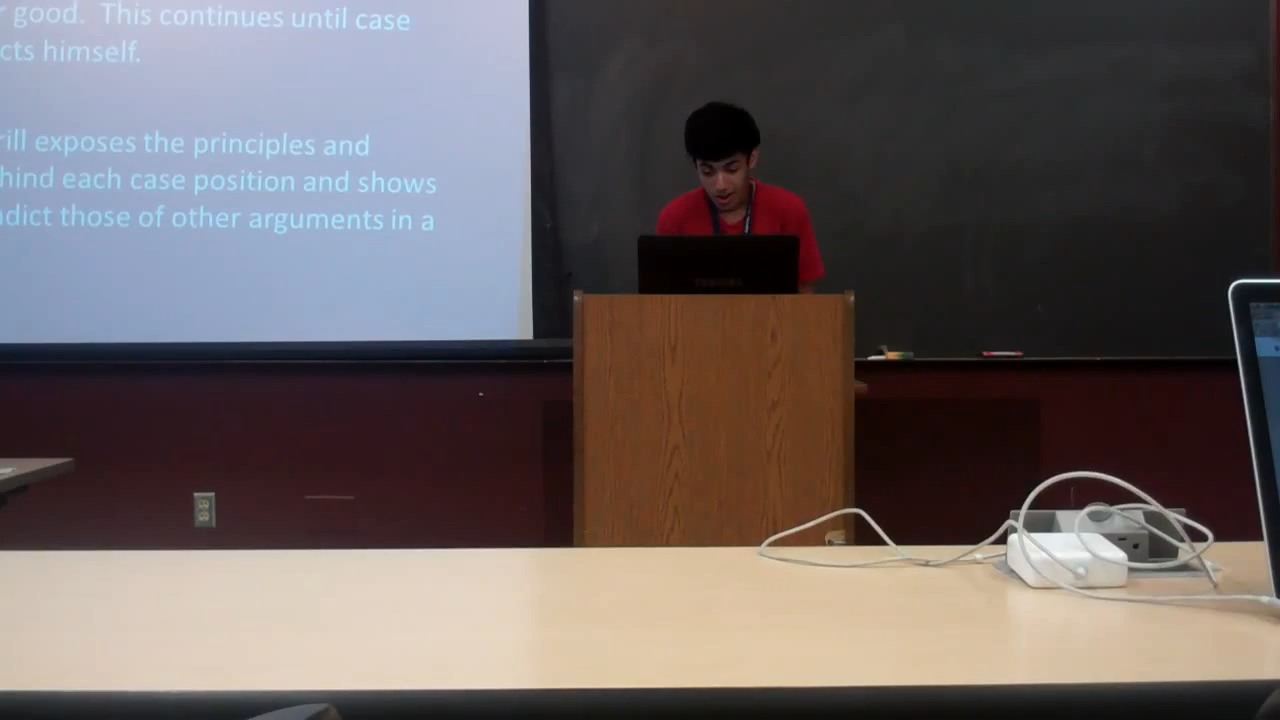 r good. This continues until case
cts himself.
rill exposes the principles and
hind each case position and shows
dict those of other arguments in a
TOSHIBA